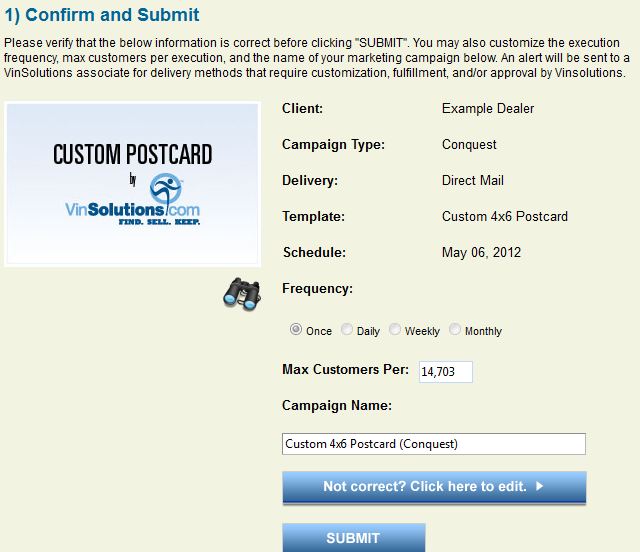 1) Confirm and Submit
Please verify that the below information is correct before clicking "SUBMIT". You may also customize the execution
frequency, max customers per execution, and the name of your marketing campaign below. An alert will be sent to a
VinSolutions associate for delivery methods that require customization, fulfillment, and/or approval by Vinsolutions.
CUSTOM POSTCARD
by
VinSolutions.com
FIND. SELL. KEEP.
Client: Example Dealer
Campaign Type: Conquest
Delivery: Direct Mail
Template: Custom 4x6 Postcard
Schedule: May 06, 2012
Frequency:
Once Daily Weekly Monthly
Max Customers Per: 14,703
Campaign Name:
Custom 4x6 Postcard (Conquest)
Not correct? Click here to edit.
SUBMIT